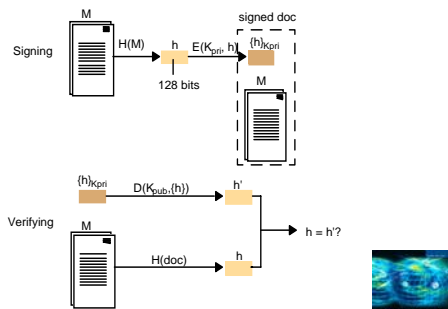 signed doc
Signing
M
H(M)
h
E(Kpri, h)
{h}Kpri
128 bits
M
{h}Kpri
D(Kpub,{h})
h'
Verifying
M
h = h'?
H(doc)
h